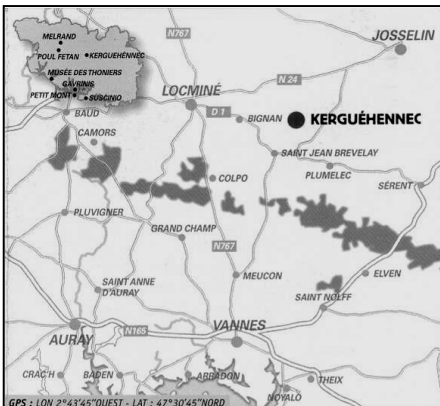 MELRAND
POUL FETAN
KERGUÉHÉNNEC
MUSÉE DES THONIERS
GAVRINIS
PETIT MONT
SUSCINIO
N767
JOSSELIN
N 24
LOCMINÉ
D 1
BIGNAN
KERGUÉHENNEC
BAUD
CAMORS
SAINT JEAN BREVELAY
PLUMELEC
COLPO
SÉRENT
PLUVIGNER
GRAND CHAMP
N767
MEUCON
ELVEN
SAINT ANNE
D'AURAY
SAINT NOLFF
N165
VANNES
AURAY
CRAC'H
BADEN
ARRADON
THEIX
NOYALO
GPS : LON 2°43'45"OUEST - LAT : 47°30'45"NORD